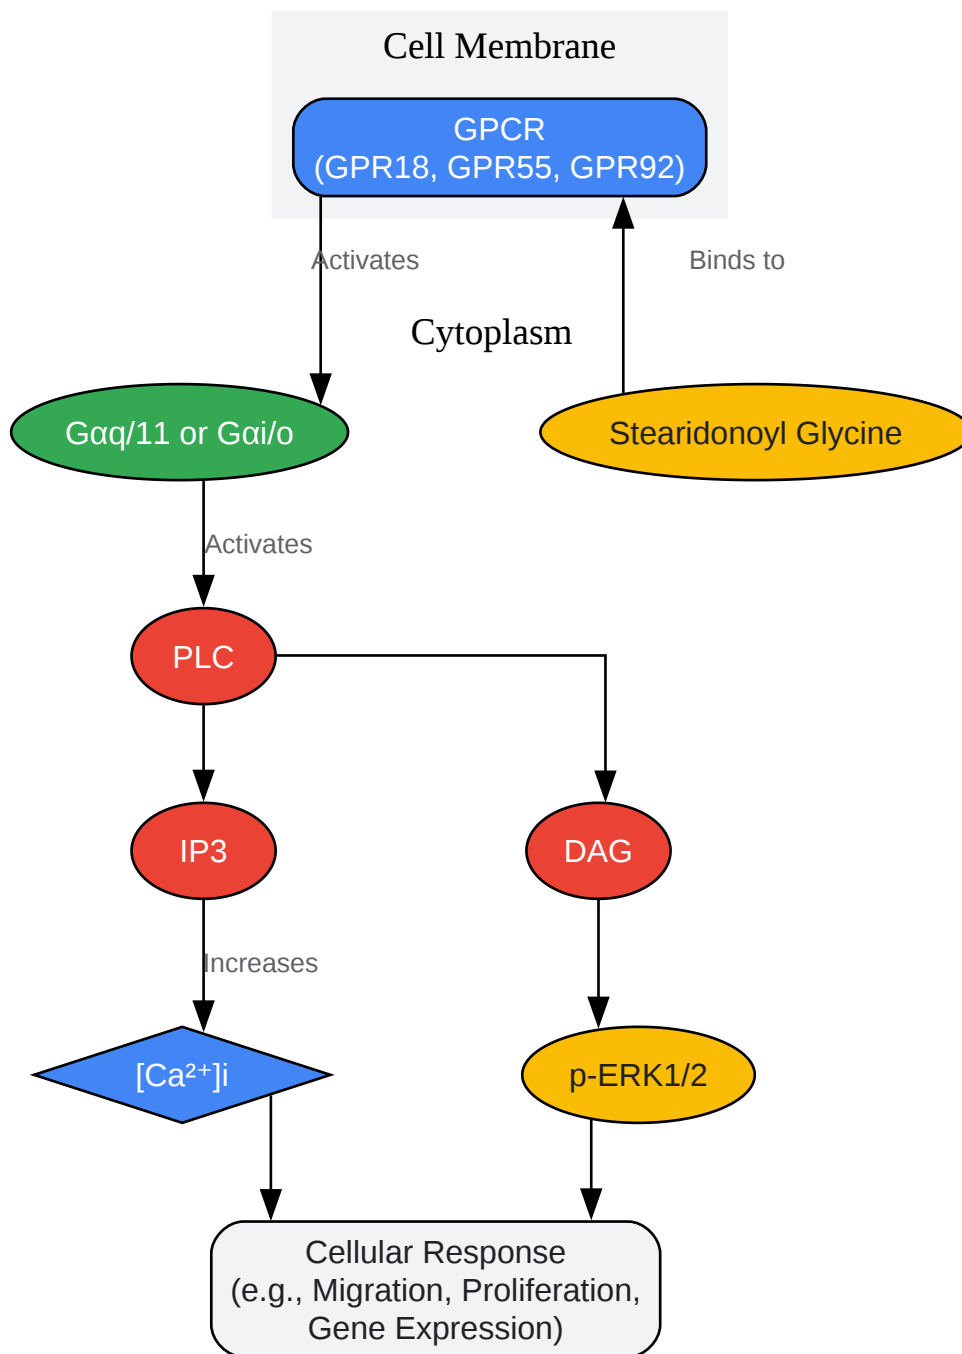 Cell Membrane
GPCR
(GPR18, GPR55, GPR92)
Activates
Binds to
Cytoplasm
Gαq/11 or Gαi/o
Stearidonoyl Glycine
Activates
PLC
IP3
DAG
Increases
[Ca²⁺]i
p-ERK1/2
Cellular Response
(e.g., Migration, Proliferation,
Gene Expression)